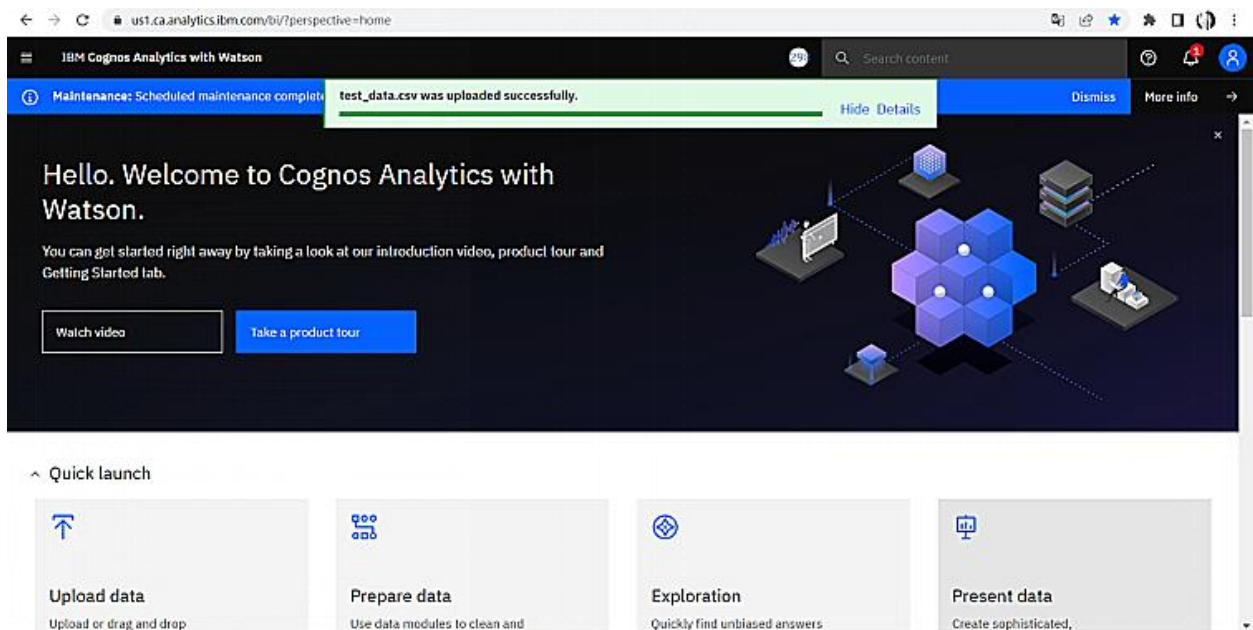 us1.ca.analytics.ibm.com/bi/?perspective=home
IBM Cognos Analytics with Watson
29
Search content
1
Maintenance: Scheduled maintenance complet
test_data.csv was uploaded successfully.
Hide Details
Dismiss
More info
Hello. Welcome to Cognos Analytics with
Watson.
You can get started right away by taking a look at our introduction video, product tour and
Getting Started tab.
Watch video
Take a product tour
Quick launch
Upload data
Upload or drag and drop
Prepare data
Use data modules to clean and
Exploration
Quickly find unbiased answers
Present data
Create sophisticated,